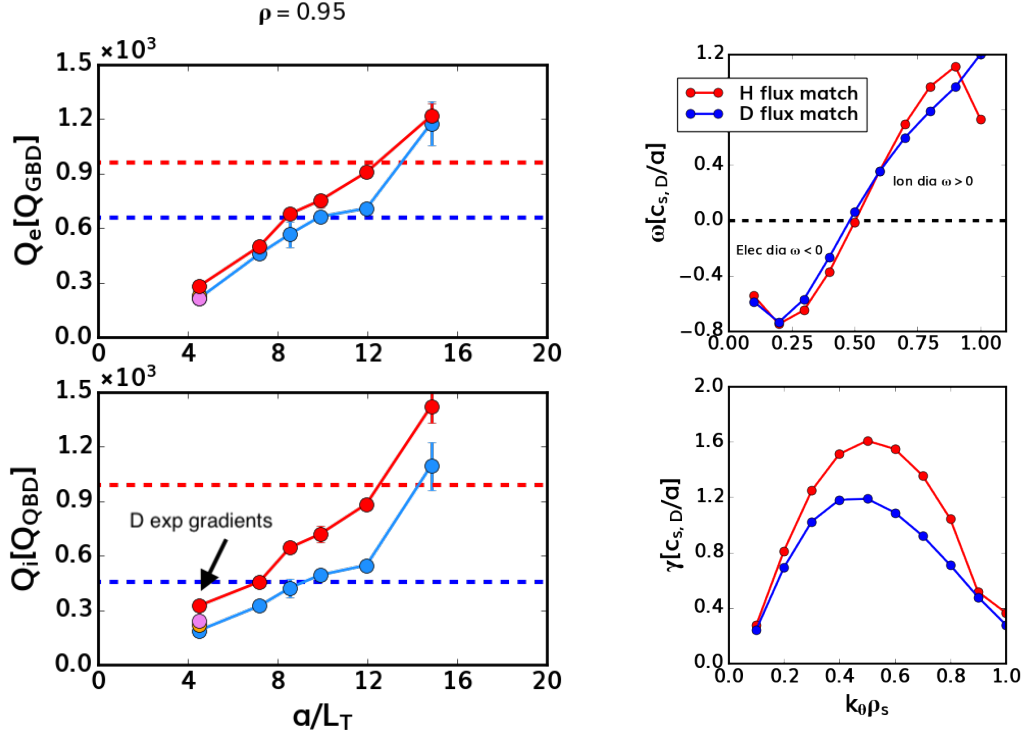 ρ = 0.95
×10³
1.5
1.2
0.9
0.6
0.3
0.0
Qe[QGBD]
0 4 8 12 16 20
×10³
1.5
1.2
0.9
0.6
0.3
0.0
Qi[QQBD]
D exp gradients
0 4 8 12 16 20
a/LT
H flux match
D flux match
1.2
0.4
0.0
−0.4
−0.8
ω[cs, D/a]
Ion dia ω > 0
Elec dia ω < 0
0.00 0.25 0.50 0.75 1.00
2.0
1.6
1.2
0.8
0.4
0.0
γ[cs, D/a]
0.0 0.2 0.4 0.6 0.8 1.0
kθρs